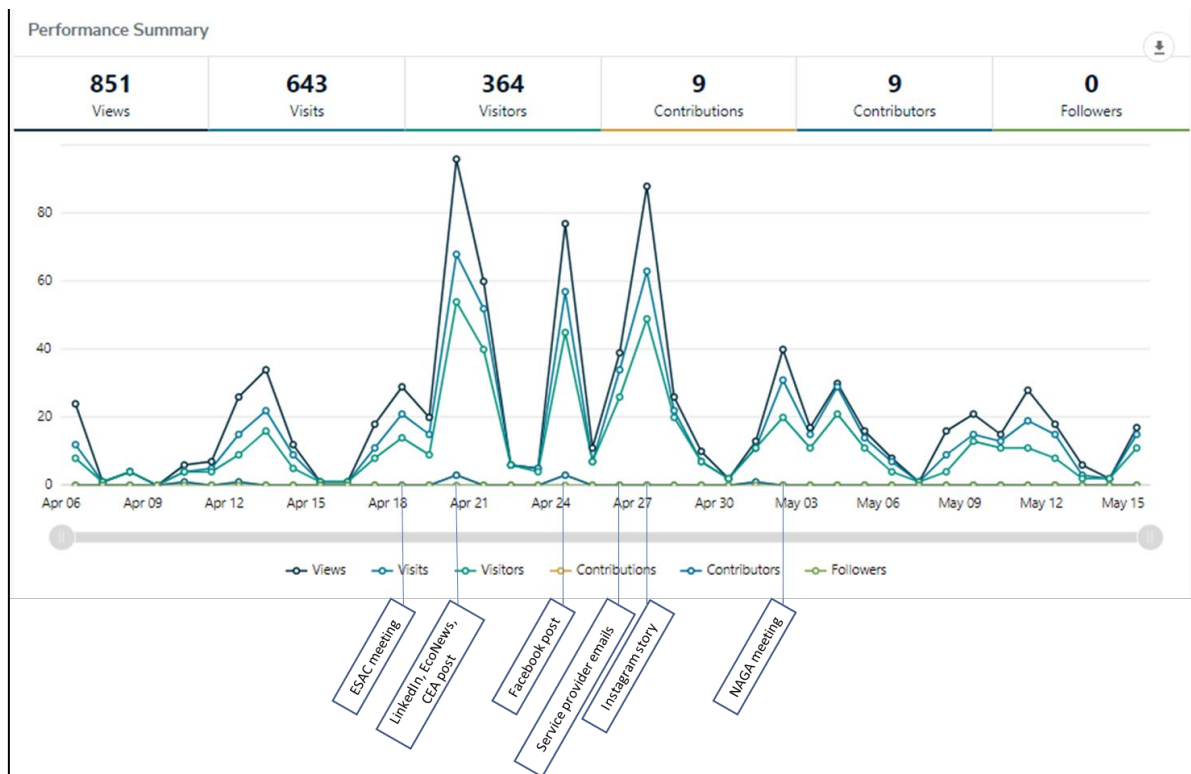 Performance Summary
851 643 364 9 9 0
Views Visits Visitors Contributions Contributors Followers
80
60
40
20
0
Apr 06 Apr 09 Apr 12 Apr 15 Apr 18 Apr 21 Apr 24 Apr 27 Apr 30 May 03 May 06 May 09 May 12 May 15
Views Visits Visitors Contributions Contributors Followers
ESAC meeting
LinkedIn, EcoNews,
CEA post
Facebook post
Service provider emails
Instagram story
NAGA meeting